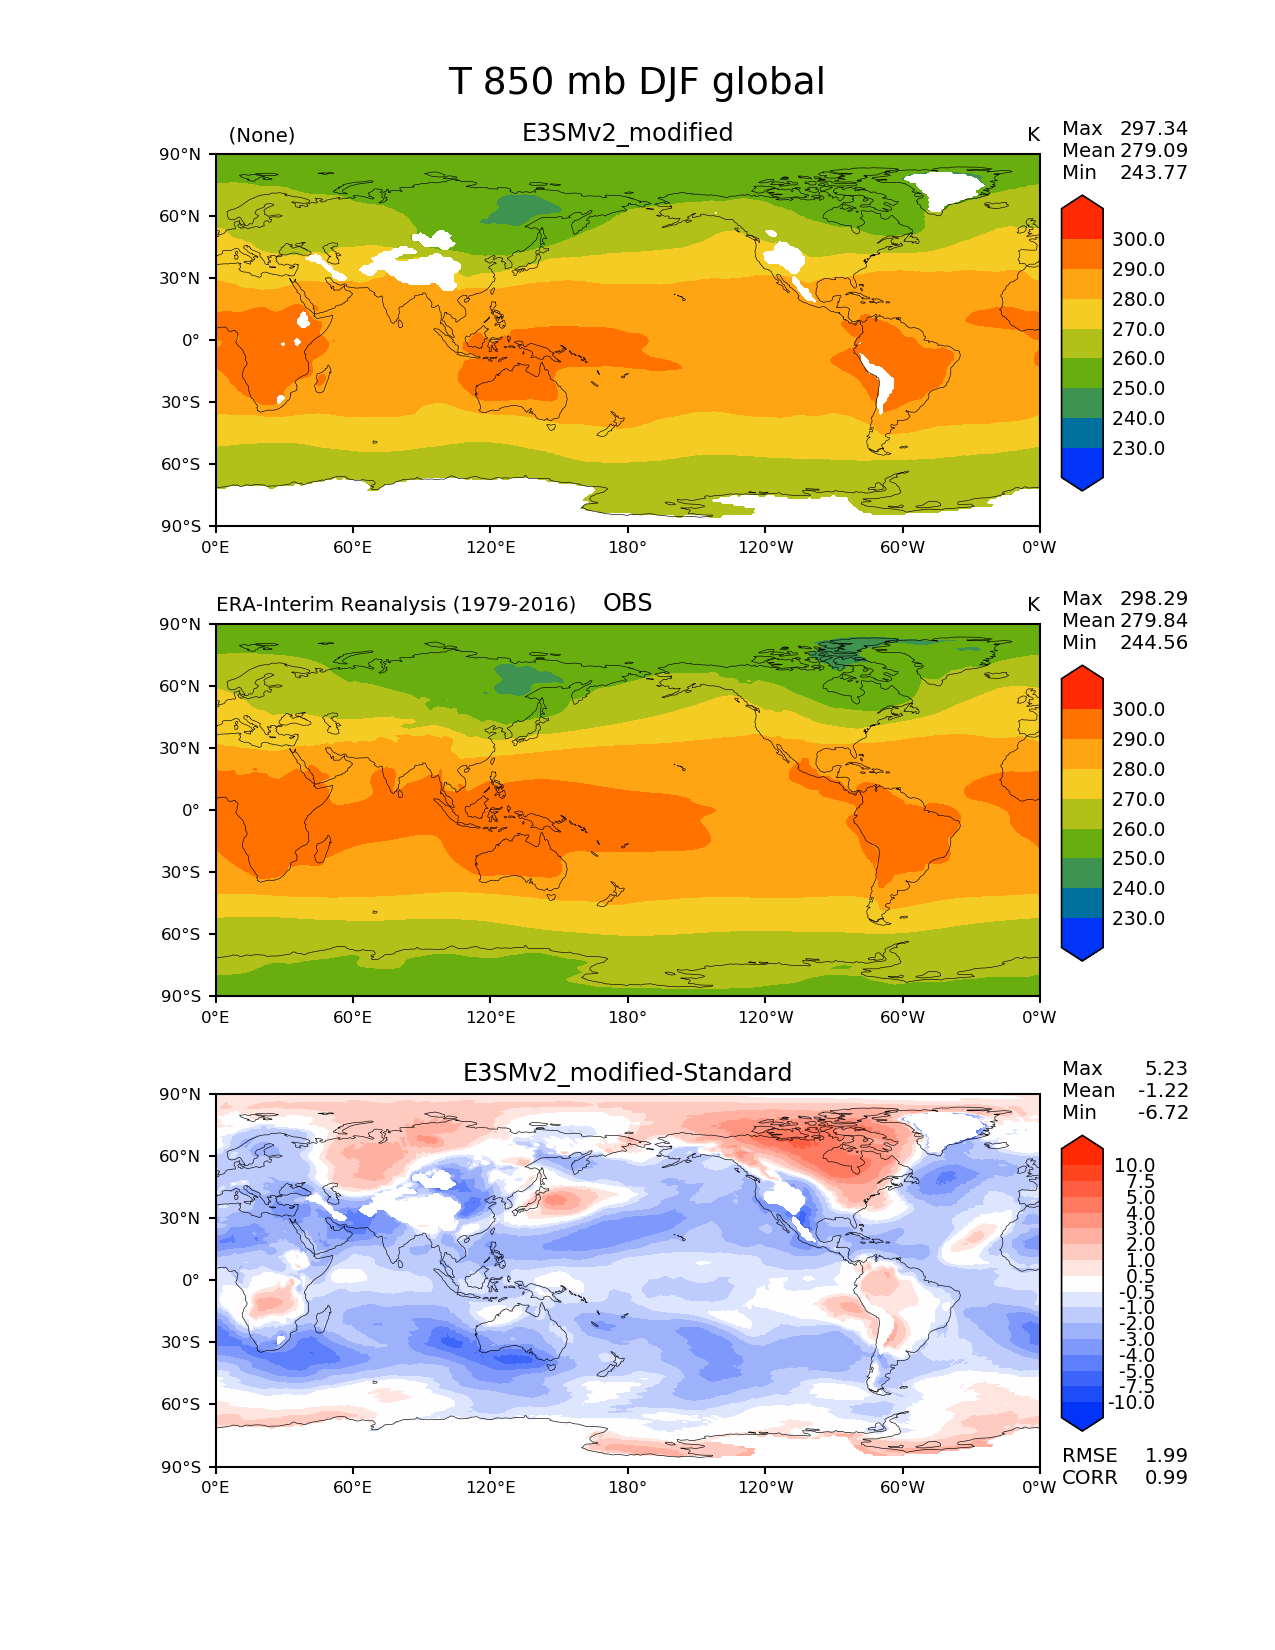 T 850 mb DJF global
(None) E3SMv2_modified K
Max 297.34
Mean 279.09
Min 243.77
90°N
60°N
30°N
0°
30°S
60°S
90°S
0°E 60°E 120°E 180° 120°W 60°W 0°W
300.0
290.0
280.0
270.0
260.0
250.0
240.0
230.0
ERA-Interim Reanalysis (1979-2016) OBS K
Max 298.29
Mean 279.84
Min 244.56
90°N
60°N
30°N
0°
30°S
60°S
90°S
0°E 60°E 120°E 180° 120°W 60°W 0°W
300.0
290.0
280.0
270.0
260.0
250.0
240.0
230.0
E3SMv2_modified-Standard
Max 5.23
Mean -1.22
Min -6.72
90°N
60°N
30°N
0°
30°S
60°S
90°S
0°E 60°E 120°E 180° 120°W 60°W 0°W
10.0
7.5
5.0
4.0
3.0
2.0
1.0
0.5
-0.5
-1.0
-2.0
-3.0
-4.0
-5.0
-7.5
-10.0
RMSE 1.99
CORR 0.99